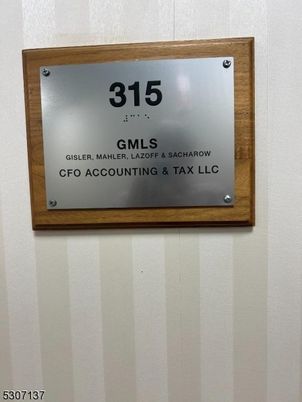 315
⠼⠉⠁⠑
GMLS
GISLER, MAHLER, LAZOFF & SACHAROW
CFO ACCOUNTING & TAX LLC
5307137